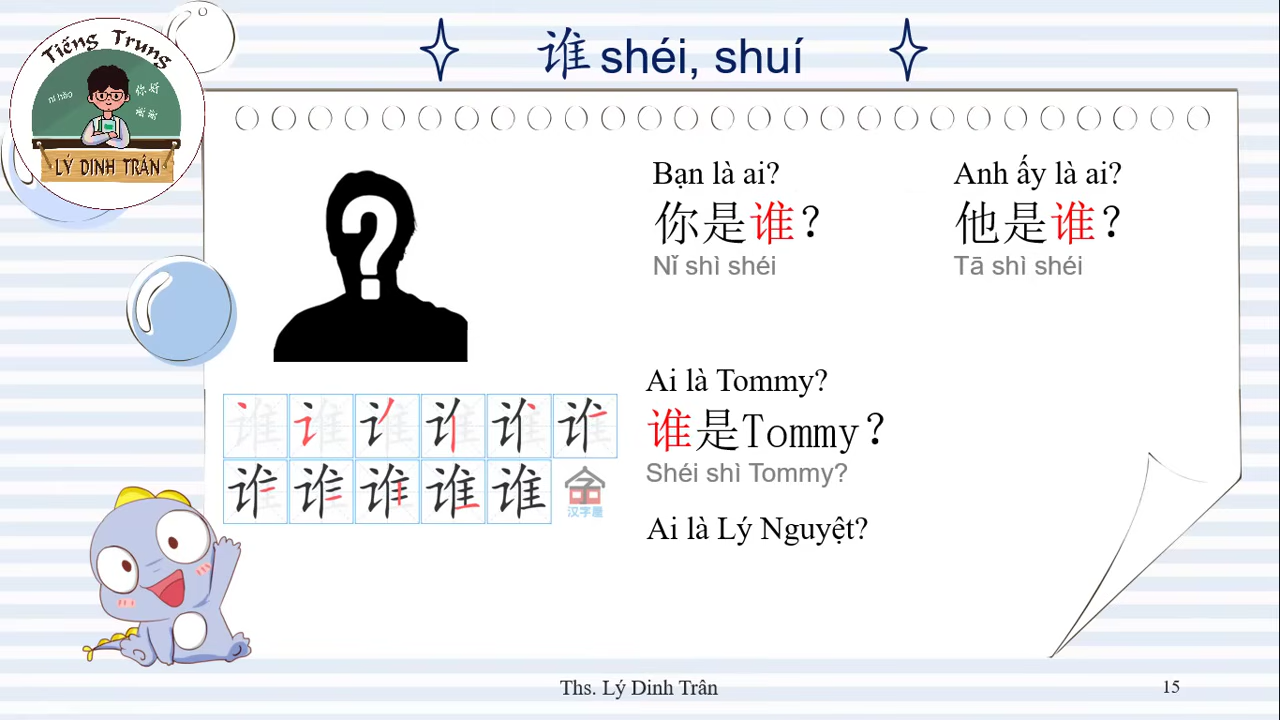 Tiếng Trung
nǐ hǎo
你好
谢谢
LÝ DINH TRÂN
谁 shéi, shuí
Bạn là ai?
你是谁？
Nǐ shì shéi
Anh ấy là ai?
他是谁？
Tā shì shéi
?
Ai là Tommy?
谁是Tommy？
Shéi shì Tommy?
Ai là Lý Nguyệt?
谁
字
汉字屋
Ths. Lý Dinh Trân
15